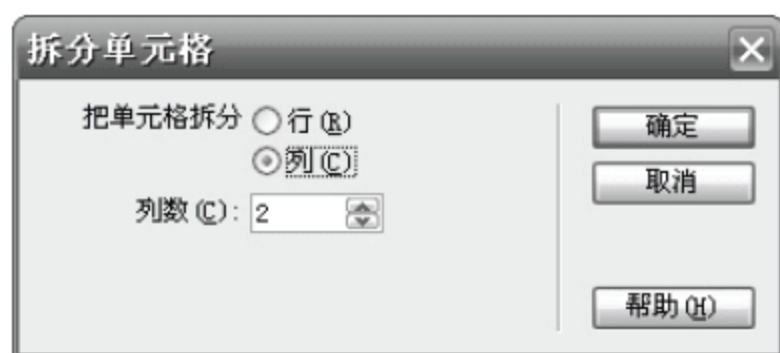 拆分单元格
把单元格拆分 行(R)
列(C)
列数(C): 2
确定
取消
帮助(H)